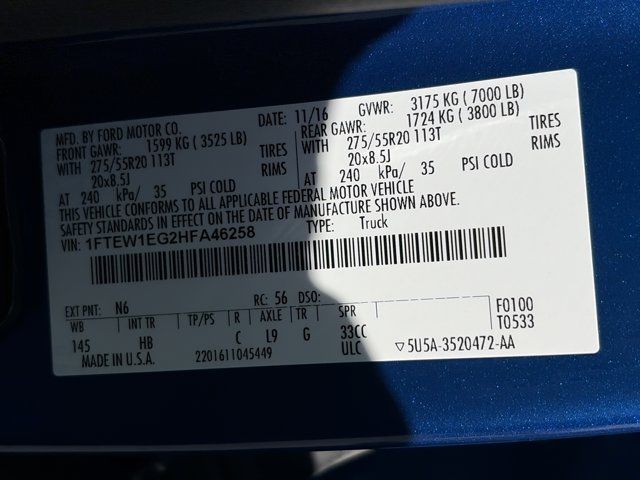 MFD. BY FORD MOTOR CO. DATE: 11/16 GVWR: 3175 KG ( 7000 LB)
FRONT GAWR: 1599 KG ( 3525 LB) REAR GAWR: 1724 KG ( 3800 LB)
WITH 275/55R20 113T TIRES WITH 275/55R20 113T TIRES
20x8.5J RIMS 20x8.5J RIMS
AT 240 kPa/ 35 PSI COLD AT 240 kPa/ 35 PSI COLD
THIS VEHICLE CONFORMS TO ALL APPLICABLE FEDERAL MOTOR VEHICLE
SAFETY STANDARDS IN EFFECT ON THE DATE OF MANUFACTURE SHOWN ABOVE.
VIN: 1FTEW1EG2HFA46258 TYPE: Truck
EXT PNT: N6 RC: 56 DSO: F0100
WB INT TR TP/PS R AXLE TR SPR T0533
145 HB C L9 G 33CC
MADE IN U.S.A. 2201611045449 ULC ▽5U5A-3520472-AA